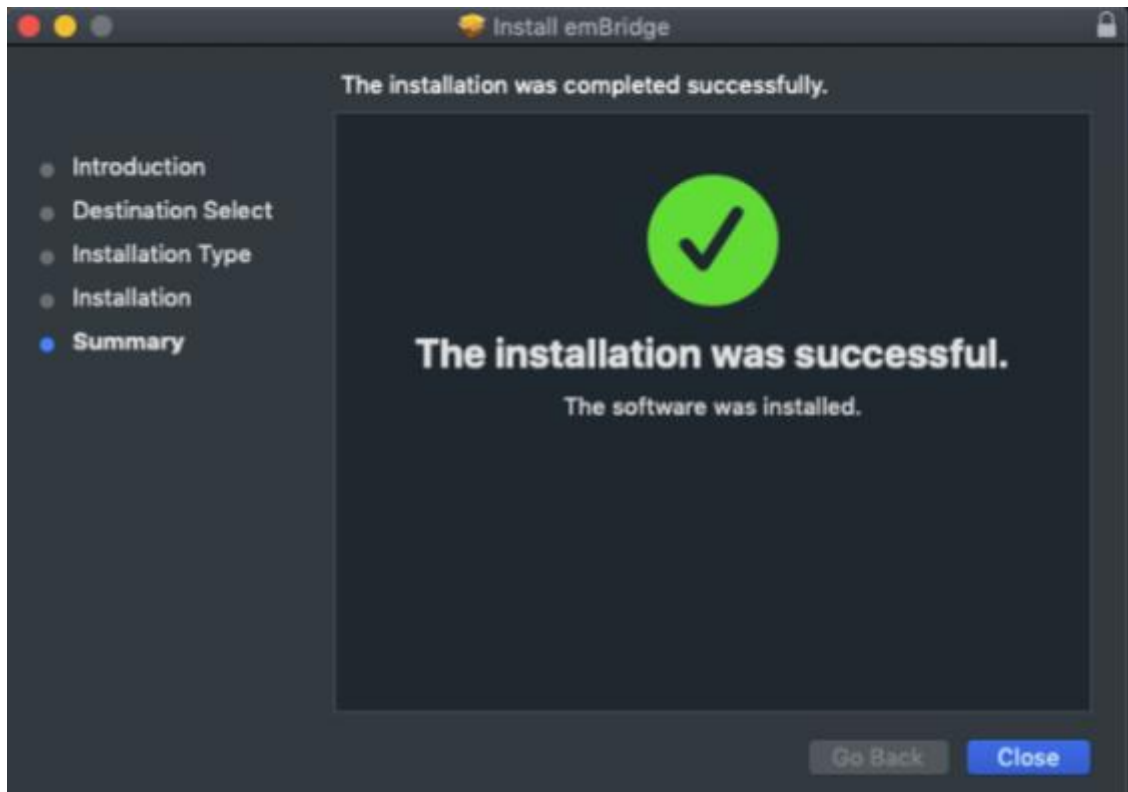 Install emBridge
The installation was completed successfully.
Introduction
Destination Select
Installation Type
Installation
Summary
The installation was successful.
The software was installed.
Go Back
Close